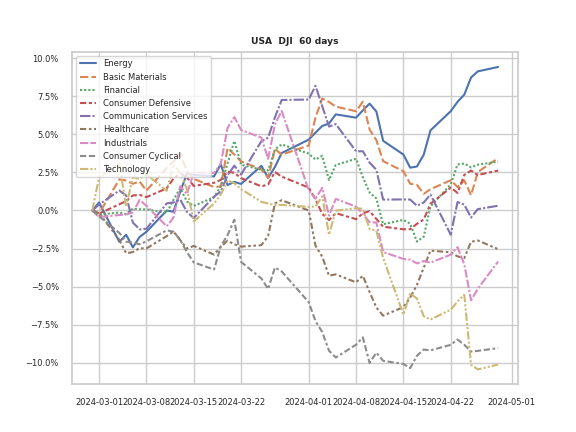 USA DJI 60 days
10.0%
7.5%
5.0%
2.5%
0.0%
−2.5%
−5.0%
−7.5%
−10.0%
Energy
Basic Materials
Financial
Consumer Defensive
Communication Services
Healthcare
Industrials
Consumer Cyclical
Technology
2024-03-01 2024-03-08 2024-03-15 2024-03-22 2024-04-01 2024-04-08 2024-04-15 2024-04-22 2024-05-01